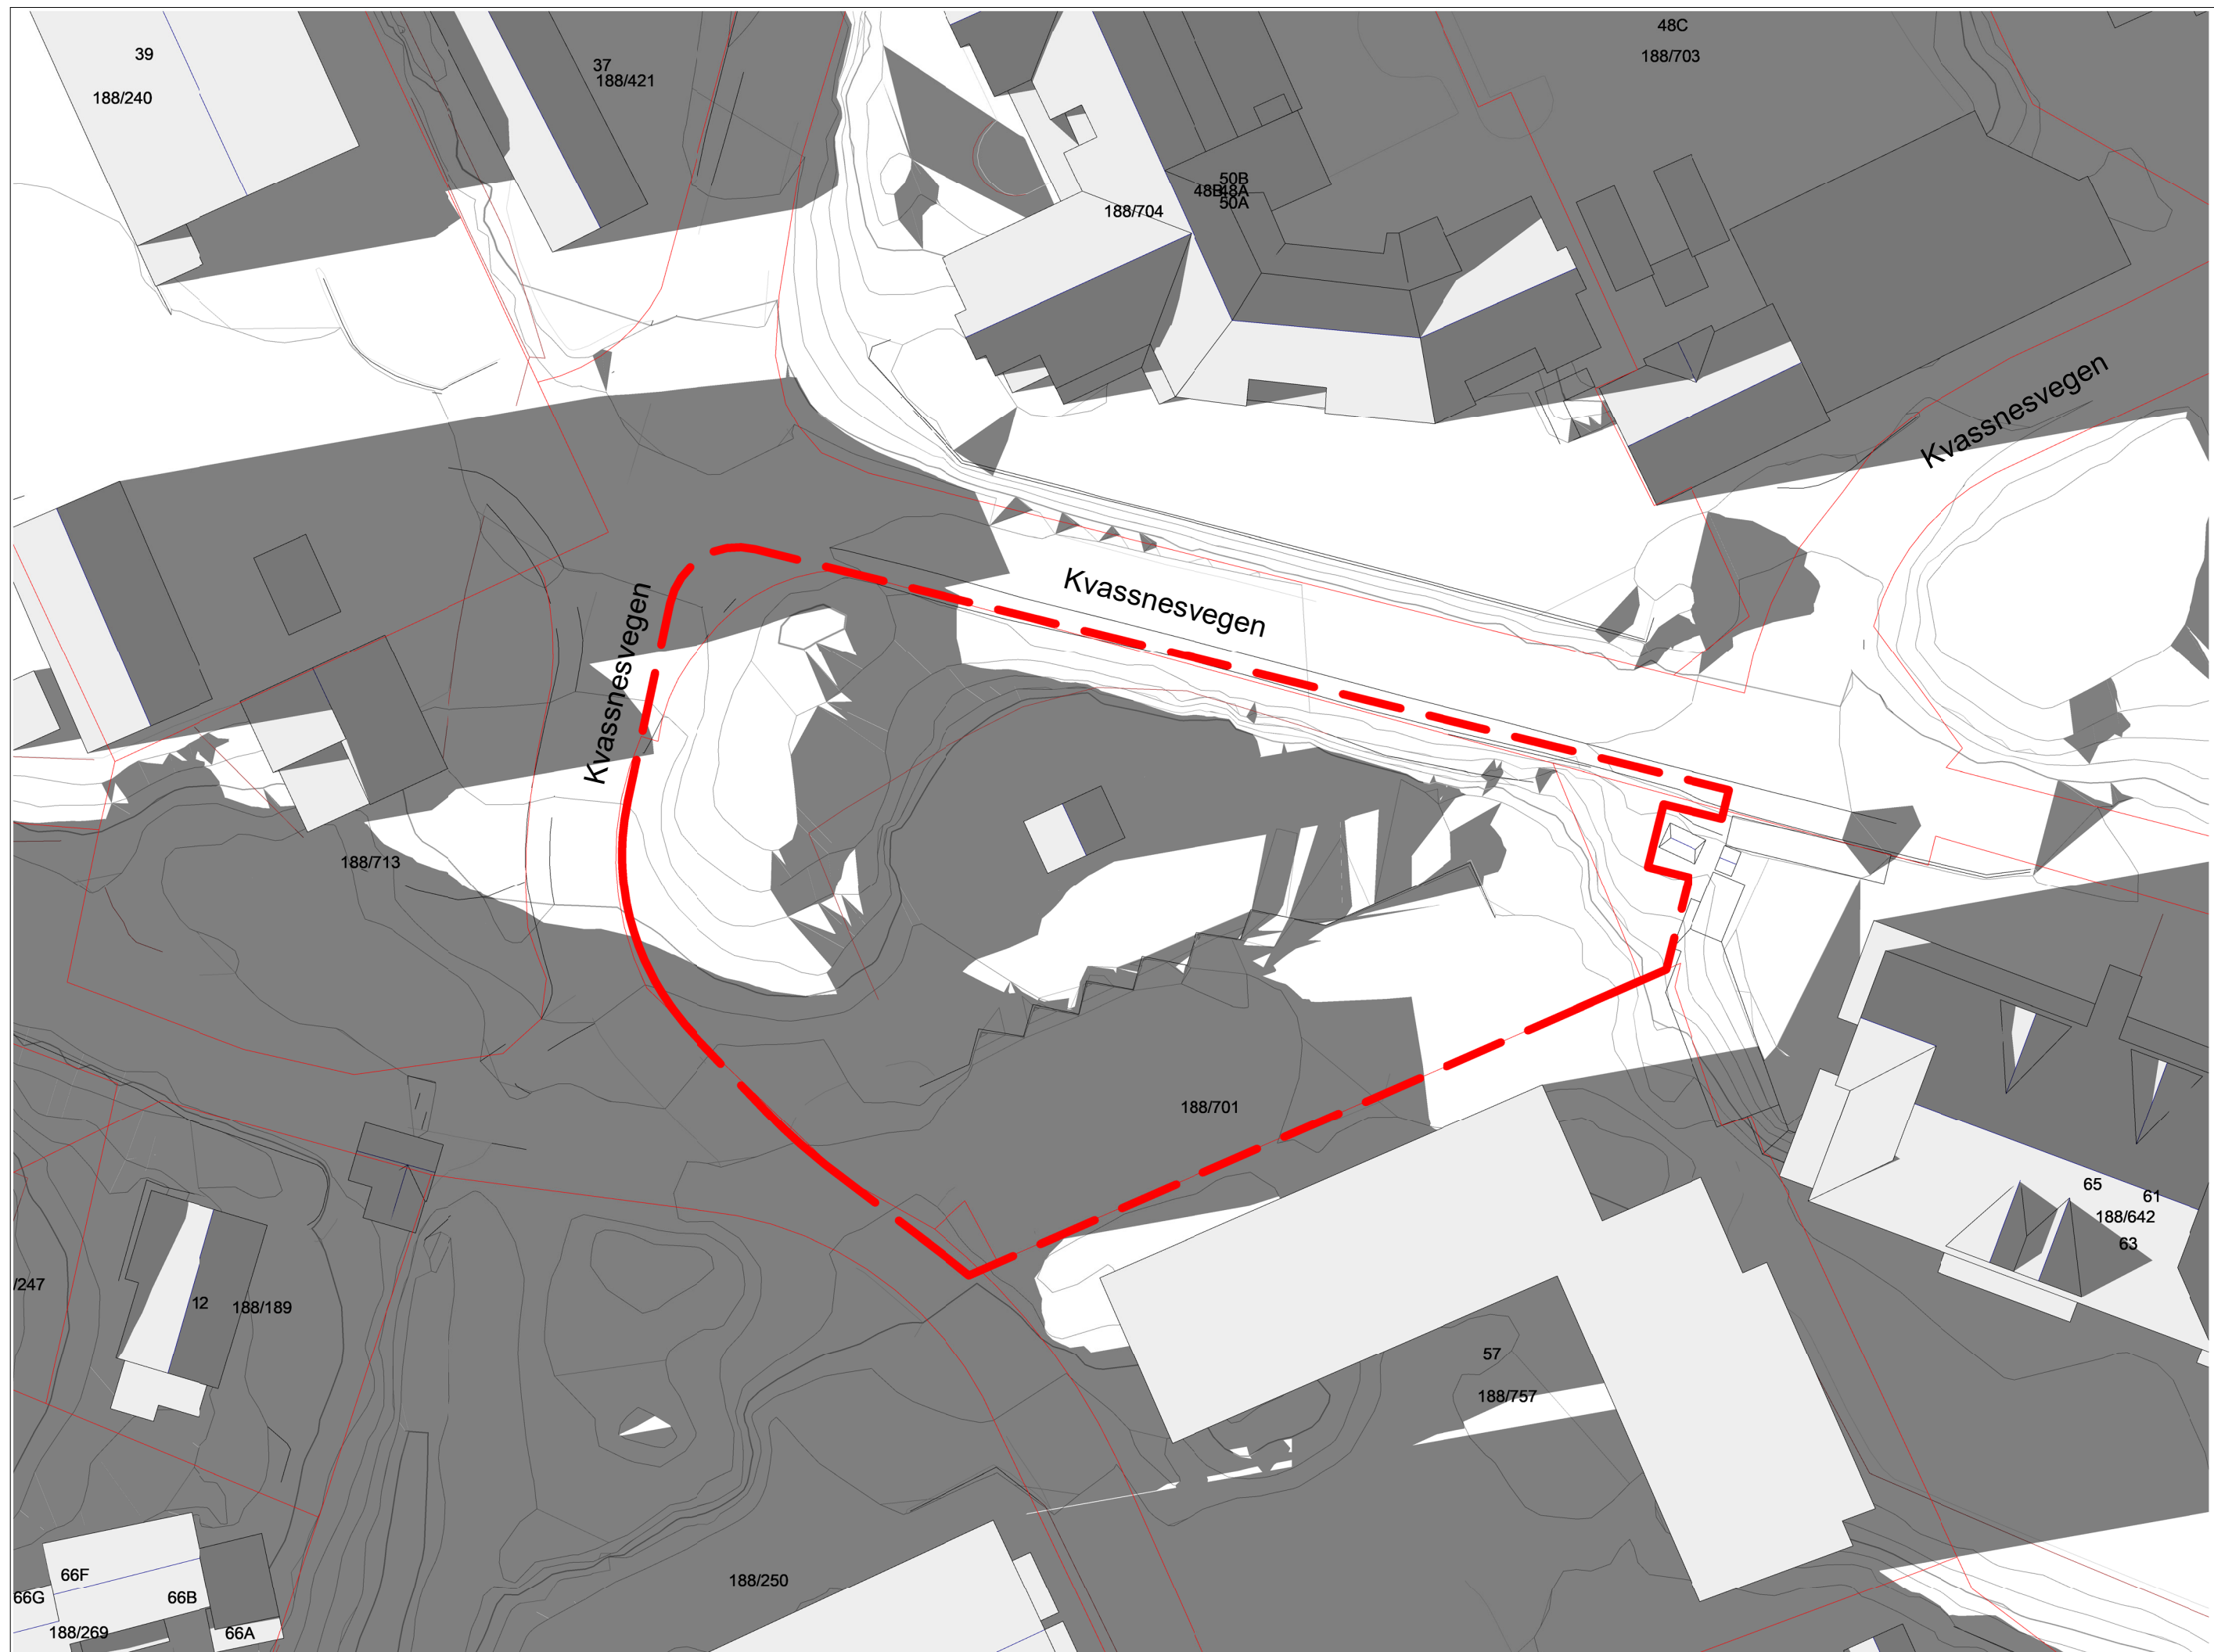 48C
39
188/703
37
188/421
188/240
50B
48B48A
50A
188/704
Kvassnesvegen
Kvassnesvegen
Kvassnesvegen
188/713
188/701
65
61
188/642
63
/247
12
188/189
57
188/757
66F
188/250
66G
66B
188/269
66A